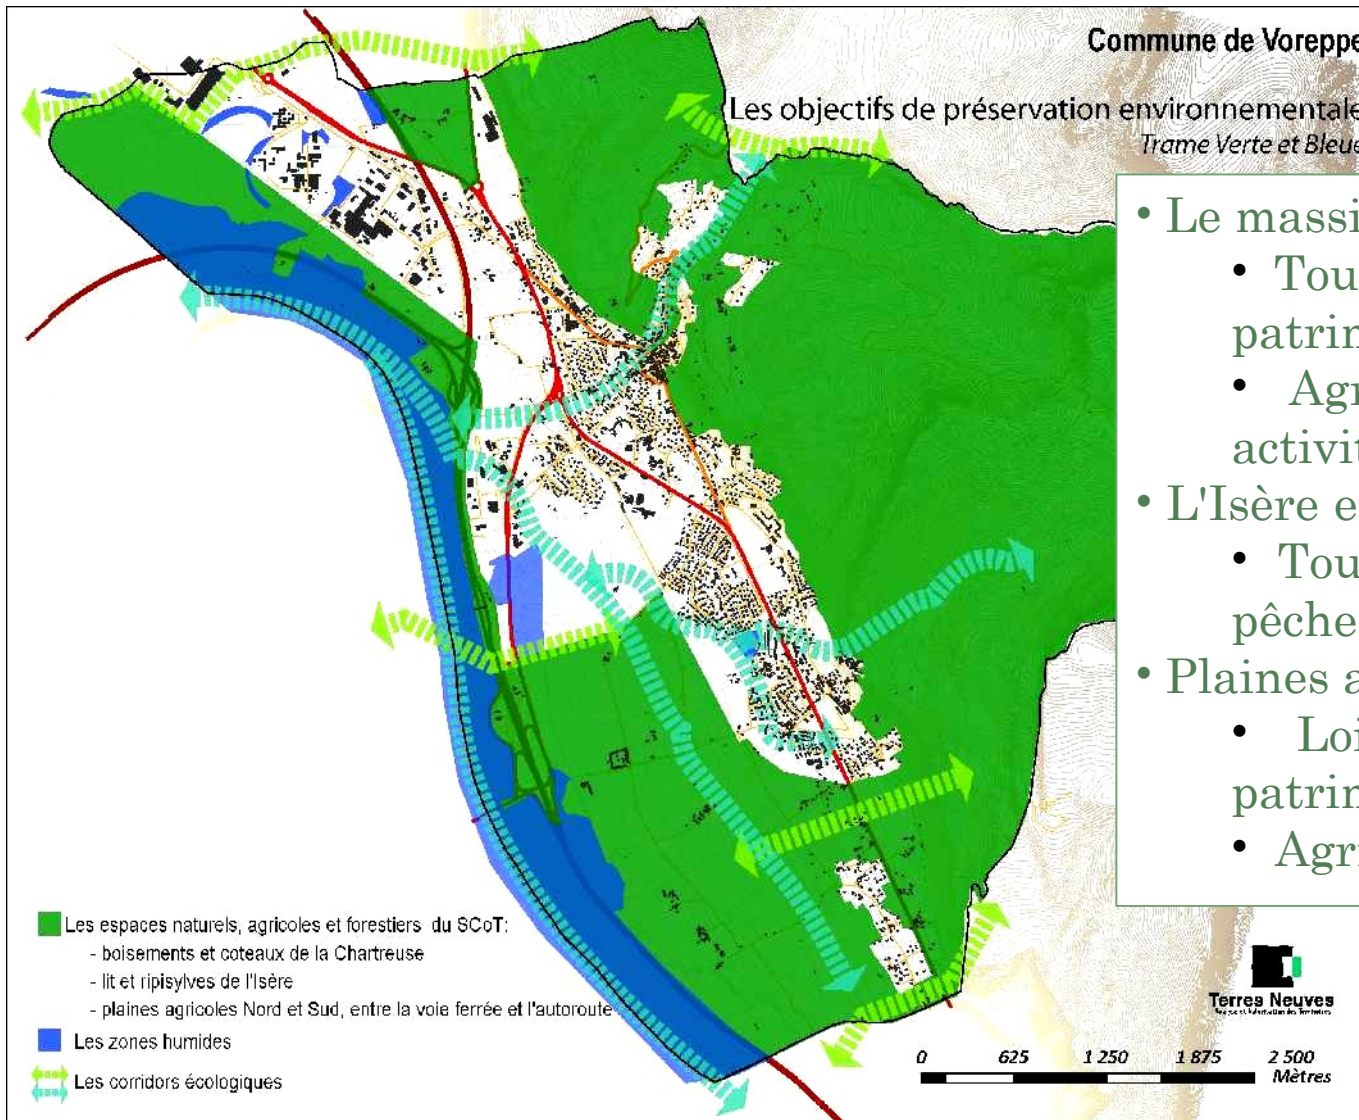 Commune de Voreppe
Les objectifs de préservation environnementale
Trame Verte et Bleue
• Le massi
• Tou
patrim
• Agr
activit
• L'Isère e
• Tou
pêche
• Plaines a
• Loi
patrim
• Agri
Les espaces naturels, agricoles et forestiers du SCoT:
- boisements et coteaux de la Chartreuse
- lit et ripisylves de l'Isère
- plaines agricoles Nord et Sud, entre la voie ferrée et l'autoroute
Les zones humides
Les corridors écologiques
Terres Neuves
0 625 1 250 1 875 2 500
Mètres